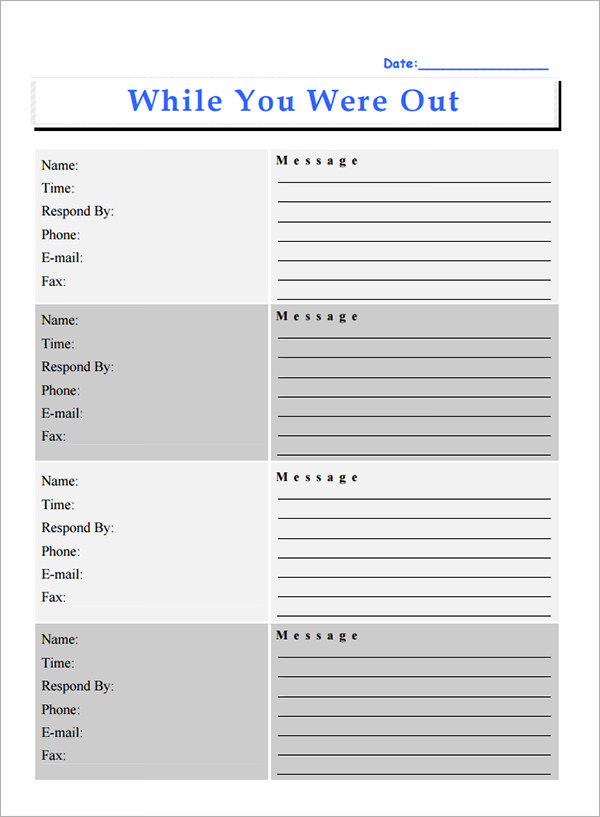 Date:________________
While You Were Out
Name:
Time:
Respond By:
Phone:
E-mail:
Fax:
Message
Name:
Time:
Respond By:
Phone:
E-mail:
Fax:
Message
Name:
Time:
Respond By:
Phone:
E-mail:
Fax:
Message
Name:
Time:
Respond By:
Phone:
E-mail:
Fax:
Message